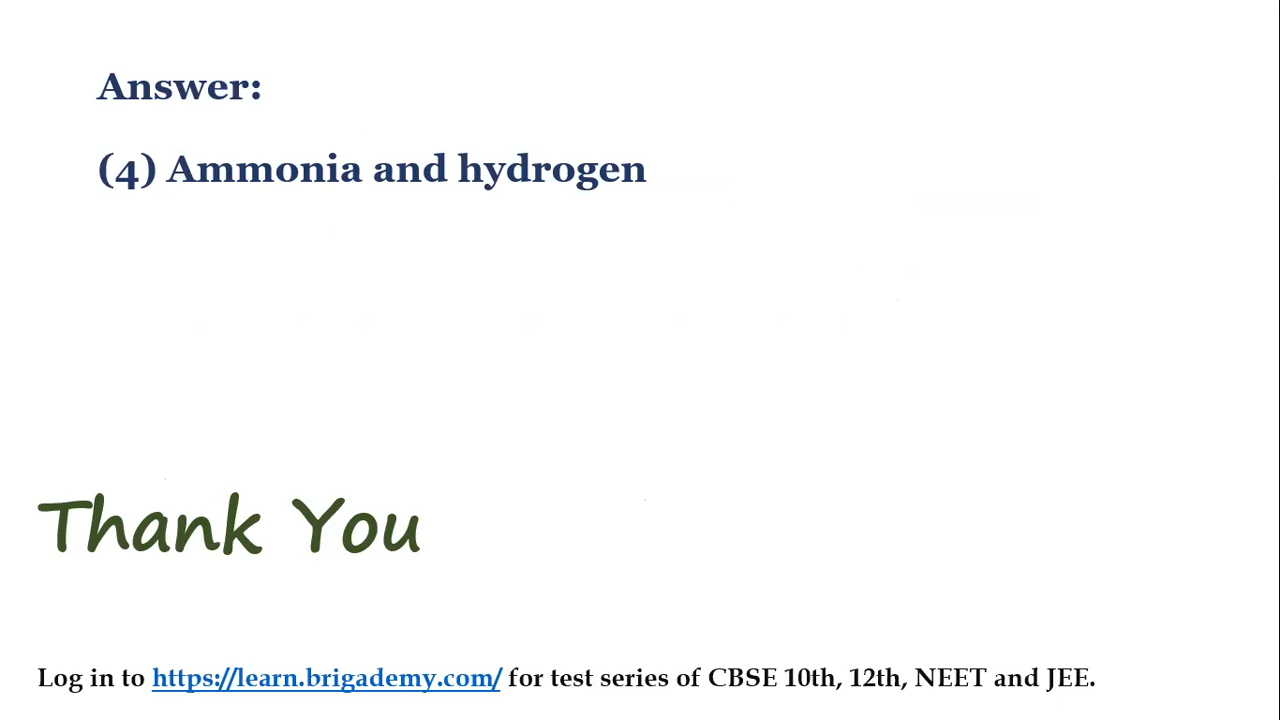 Answer:
(4) Ammonia and hydrogen
Thank You
Log in to https://learn.brigademy.com/ for test series of CBSE 10th, 12th, NEET and JEE.